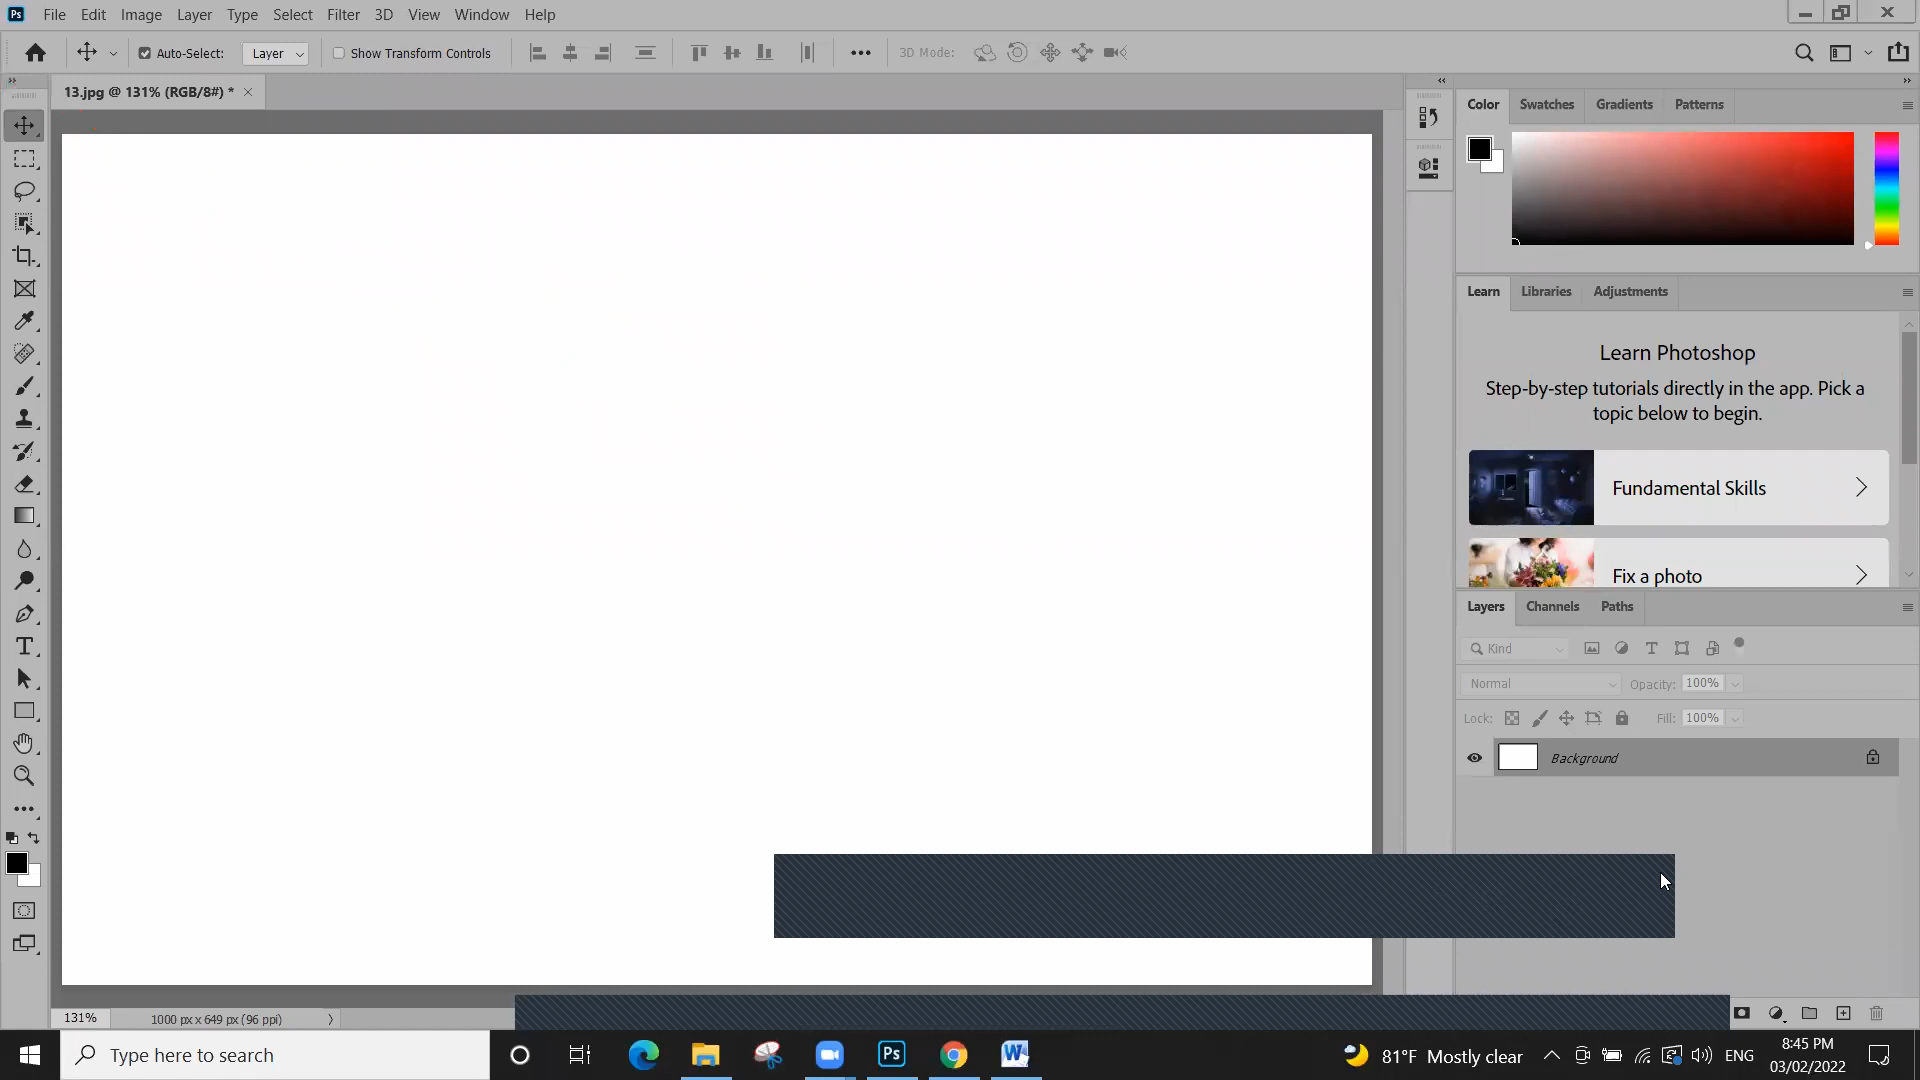 Ps File Edit Image Layer Type Select Filter 3D View Window Help
Auto-Select: Layer Show Transform Controls 3D Mode:
13.jpg @ 131% (RGB/8#) *
Color Swatches Gradients Patterns
Learn Libraries Adjustments
Learn Photoshop
Step-by-step tutorials directly in the app. Pick a
topic below to begin.
Fundamental Skills
Fix a photo
Layers Channels Paths
Kind
Normal Opacity: 100%
Lock: Fill: 100%
Background
131% 1000 px x 649 px (96 ppi)
Type here to search
Ps
W
81°F Mostly clear
ENG
8:45 PM
03/02/2022